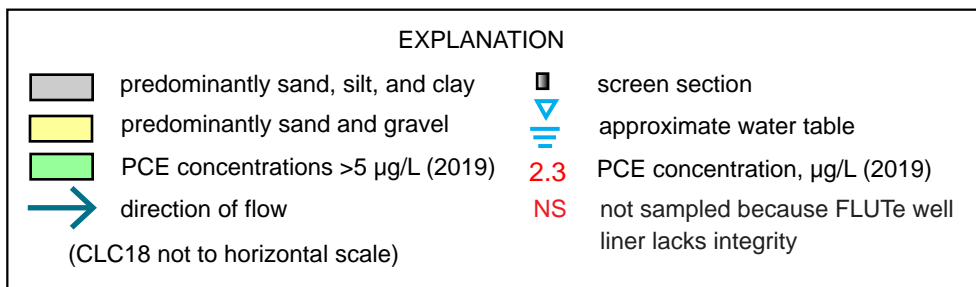 EXPLANATION
predominantly sand, silt, and clay
predominantly sand and gravel
PCE concentrations >5 µg/L (2019)
direction of flow
(CLC18 not to horizontal scale)
screen section
approximate water table
2.3 PCE concentration, µg/L (2019)
NS not sampled because FLUTe well
liner lacks integrity